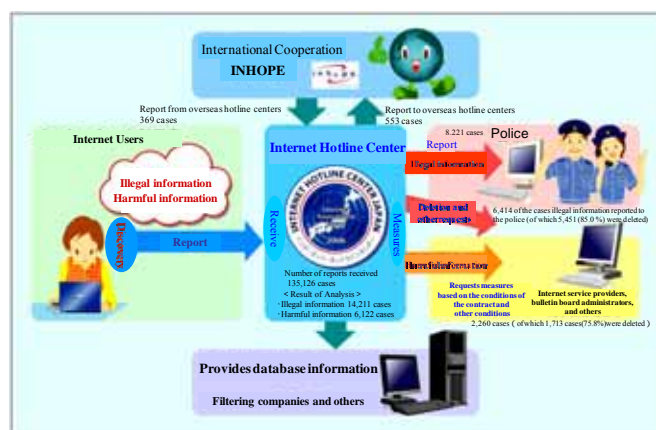 International Cooperation
INHOPE
Report from overseas hotline centers
369 cases
Report to overseas hotline centers
553 cases
Internet Users
Illegal information
Harmful information
Discovery
Report
Internet Hotline Center
Receive
INTERNET HOTLINE CENTER JAPAN
2006
Measures
Number of reports received
135,126 cases
< Result of Analysis >
· Illegal information 14,211 cases
· Harmful information 6,122 cases
8.221 cases
Police
Report
Illegal information
Deletion and
other requests
6,414 of the cases illegal information reported to
the police (of which 5,451 (85.0 %) were deleted)
Harmful information
Requests measures
based on the conditions of
the contract and
other conditions
Internet service providers,
bulletin board administrators,
and others
2,260 cases ( of which 1,713 cases(75.8%)were deleted )
Provides database information
Filtering companies and others